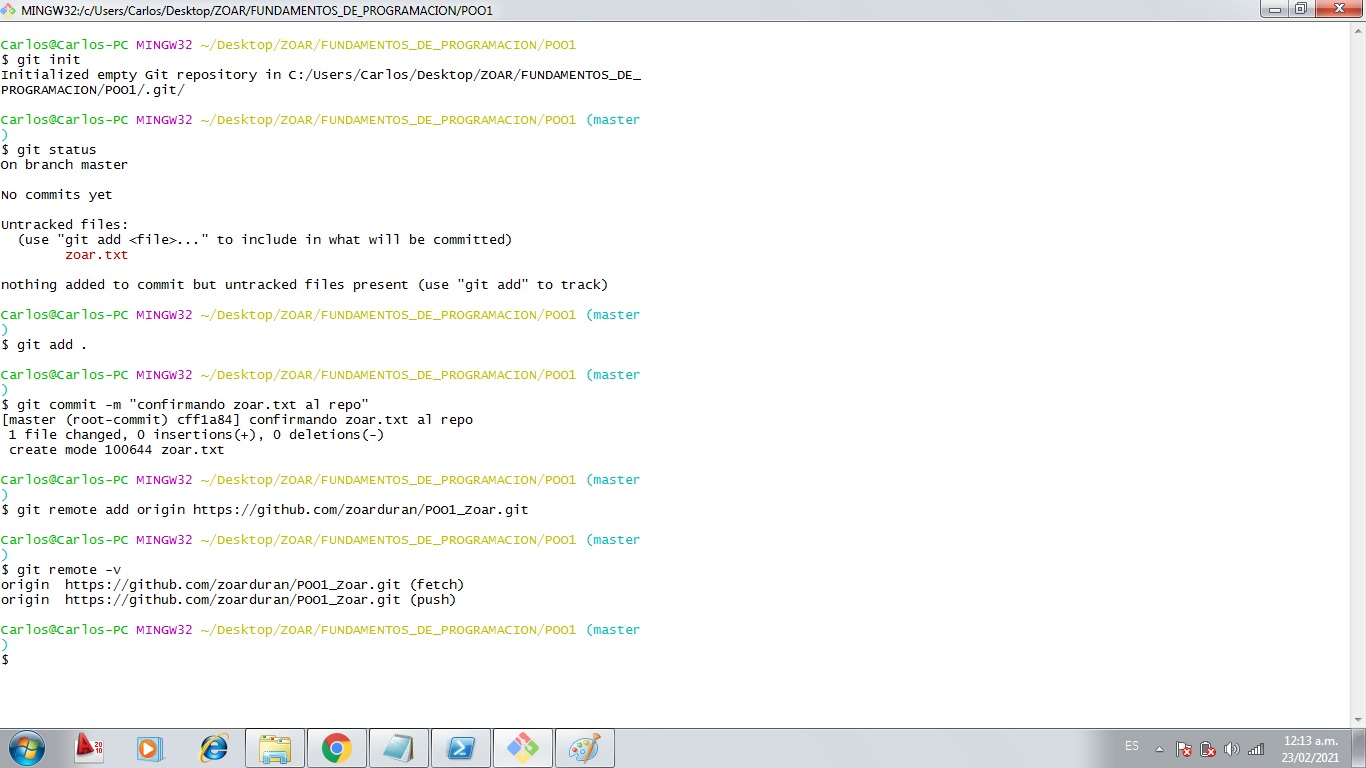 MINGW32:/c/Users/Carlos/Desktop/ZOAR/FUNDAMENTOS_DE_PROGRAMACION/POO1
Carlos@Carlos-PC MINGW32 ~/Desktop/ZOAR/FUNDAMENTOS_DE_PROGRAMACION/POO1
$ git init
Initialized empty Git repository in C:/Users/Carlos/Desktop/ZOAR/FUNDAMENTOS_DE_
PROGRAMACION/POO1/.git/
Carlos@Carlos-PC MINGW32 ~/Desktop/ZOAR/FUNDAMENTOS_DE_PROGRAMACION/POO1 (master
)
$ git status
On branch master
No commits yet
Untracked files:
(use "git add <file>..." to include in what will be committed)
zoar.txt
nothing added to commit but untracked files present (use "git add" to track)
Carlos@Carlos-PC MINGW32 ~/Desktop/ZOAR/FUNDAMENTOS_DE_PROGRAMACION/POO1 (master
)
$ git add .
Carlos@Carlos-PC MINGW32 ~/Desktop/ZOAR/FUNDAMENTOS_DE_PROGRAMACION/POO1 (master
)
$ git commit -m "confirmando zoar.txt al repo"
[master (root-commit) cff1a84] confirmando zoar.txt al repo
1 file changed, 0 insertions(+), 0 deletions(-)
create mode 100644 zoar.txt
Carlos@Carlos-PC MINGW32 ~/Desktop/ZOAR/FUNDAMENTOS_DE_PROGRAMACION/POO1 (master
)
$ git remote add origin https://github.com/zoarduran/POO1_Zoar.git
Carlos@Carlos-PC MINGW32 ~/Desktop/ZOAR/FUNDAMENTOS_DE_PROGRAMACION/POO1 (master
)
$ git remote -v
origin  https://github.com/zoarduran/POO1_Zoar.git (fetch)
origin  https://github.com/zoarduran/POO1_Zoar.git (push)
Carlos@Carlos-PC MINGW32 ~/Desktop/ZOAR/FUNDAMENTOS_DE_PROGRAMACION/POO1 (master
)
$
2010
ES
12:13 a.m.
23/02/2021